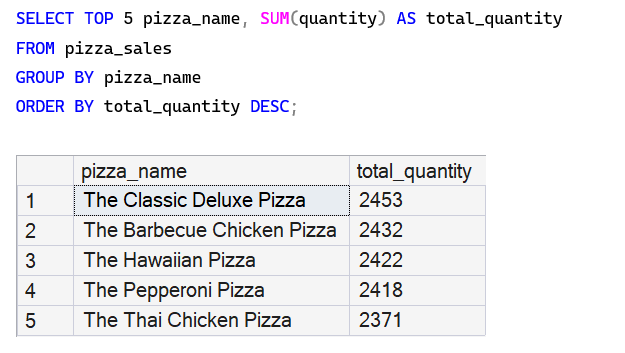 SELECT TOP 5 pizza_name, SUM(quantity) AS total_quantity
FROM pizza_sales
GROUP BY pizza_name
ORDER BY total_quantity DESC;
pizza_name total_quantity
1 The Classic Deluxe Pizza 2453
2 The Barbecue Chicken Pizza 2432
3 The Hawaiian Pizza 2422
4 The Pepperoni Pizza 2418
5 The Thai Chicken Pizza 2371